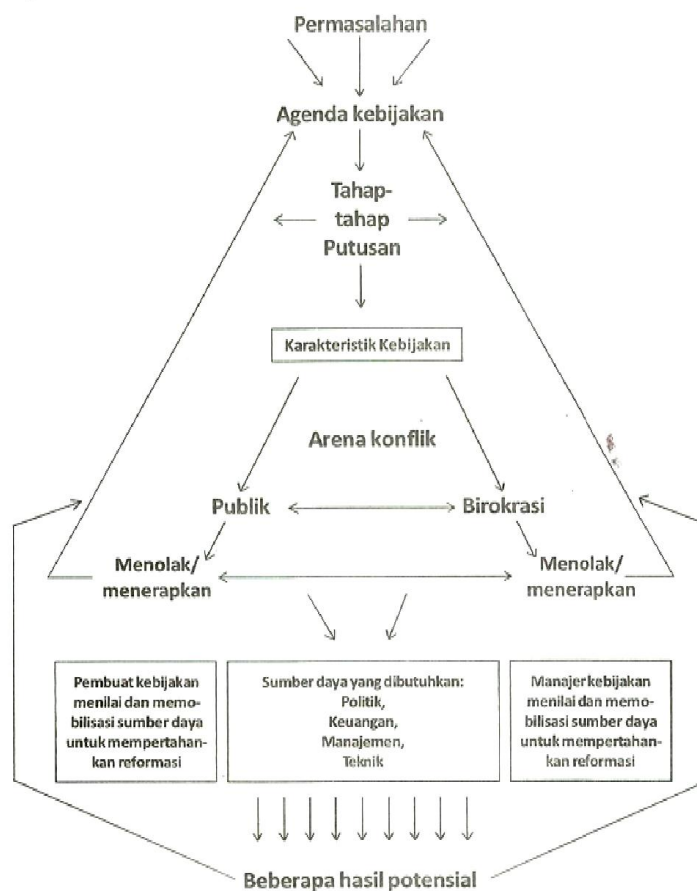 Permasalahan
Agenda kebijakan
Tahap-
tahap
Putusan
Karakteristik Kebijakan
Arena konflik
Publik
Birokrasi
Menolak/
menerapkan
Menolak/
menerapkan
Pembuat kebijakan
menilai dan memo-
bilisasi sumber daya
untuk mempertahan-
kan reformasi
Sumber daya yang dibutuhkan:
Politik,
Keuangan,
Manajemen,
Teknik
Manajer kebijakan
menilai dan memo-
bilisasi sumber daya
untuk mempertahan-
kan reformasi
Beberapa hasil potensial